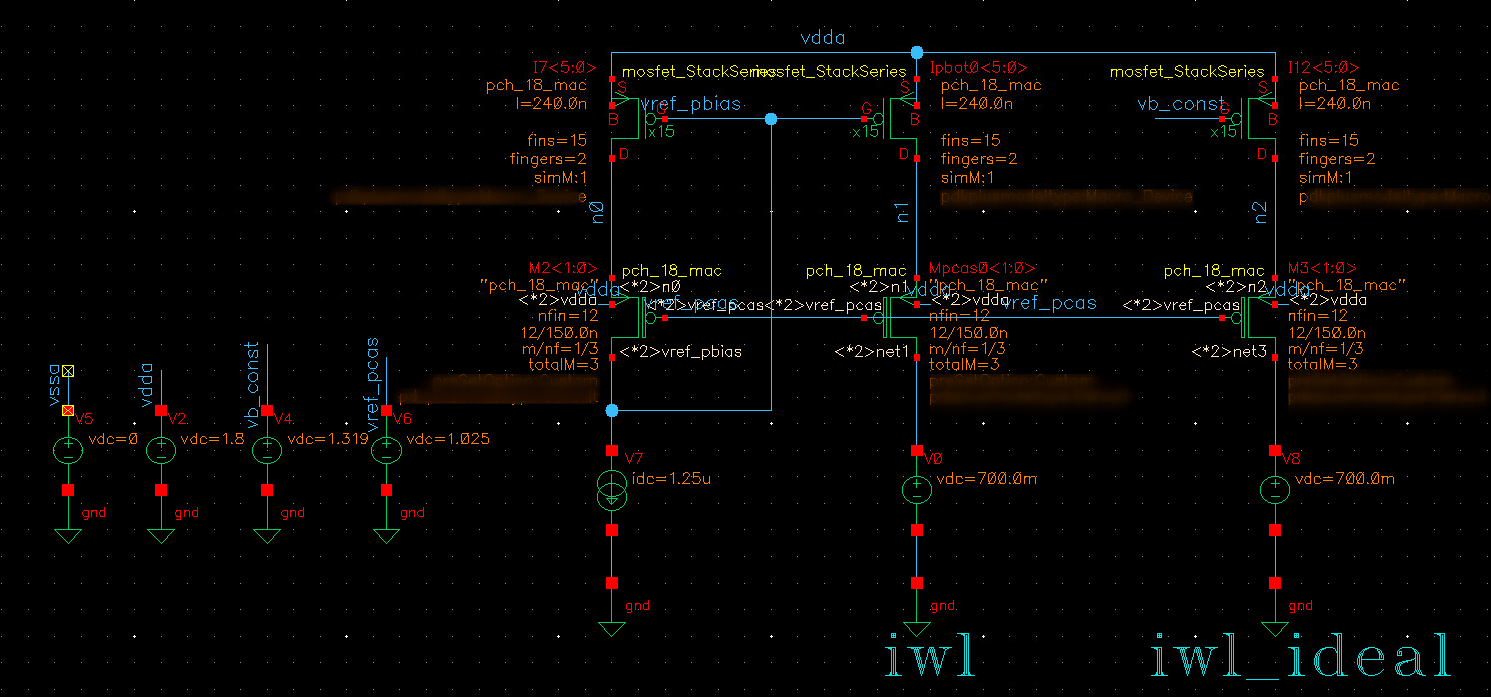 vdda
I7<5:0>
mosfet_StackSeries
pch_18_mac
l=240.0n
S
B
G
D
vref_pbias
x15
fins=15
fingers=2
simM:1
n0
mosfet_StackSeries
Ipbot0<5:0>
pch_18_mac
l=240.0n
S
G
B
D
x15
fins=15
fingers=2
simM:1
n1
mosfet_StackSeries
I12<5:0>
pch_18_mac
l=240.0n
vb_const
S
G
B
D
x15
fins=15
fingers=2
simM:1
n2
M2<1:0>
pch_18_mac
"pch_18_mac"
<*2>n0
vdda
<*2>vdda
vref_pcas
<*2>vref_pcas
nfin=12
12/150.0n
m/nf=1/3
totalM=3
<*2>vref_pbias
pch_18_mac
Mpcas0<1:0>
"pch_18_mac"
<*2>n1
vdda
<*2>vdda
<*2>vref_pcas
vref_pcas
nfin=12
12/150.0n
m/nf=1/3
totalM=3
<*2>net1
pch_18_mac
M3<1:0>
"pch_18_mac"
<*2>n2
vdda
<*2>vdda
<*2>vref_pcas
nfin=12
12/150.0n
m/nf=1/3
totalM=3
<*2>net3
vssa
V5
vdc=0
gnd
vdda
V2
vdc=1.8
gnd
vb_const
V4
vdc=1.319
gnd
vref_pcas
V6
vdc=1.025
gnd
V7
idc=1.25u
gnd
V0
vdc=700.0m
gnd
V8
vdc=700.0m
gnd
iwl
iwl_ideal